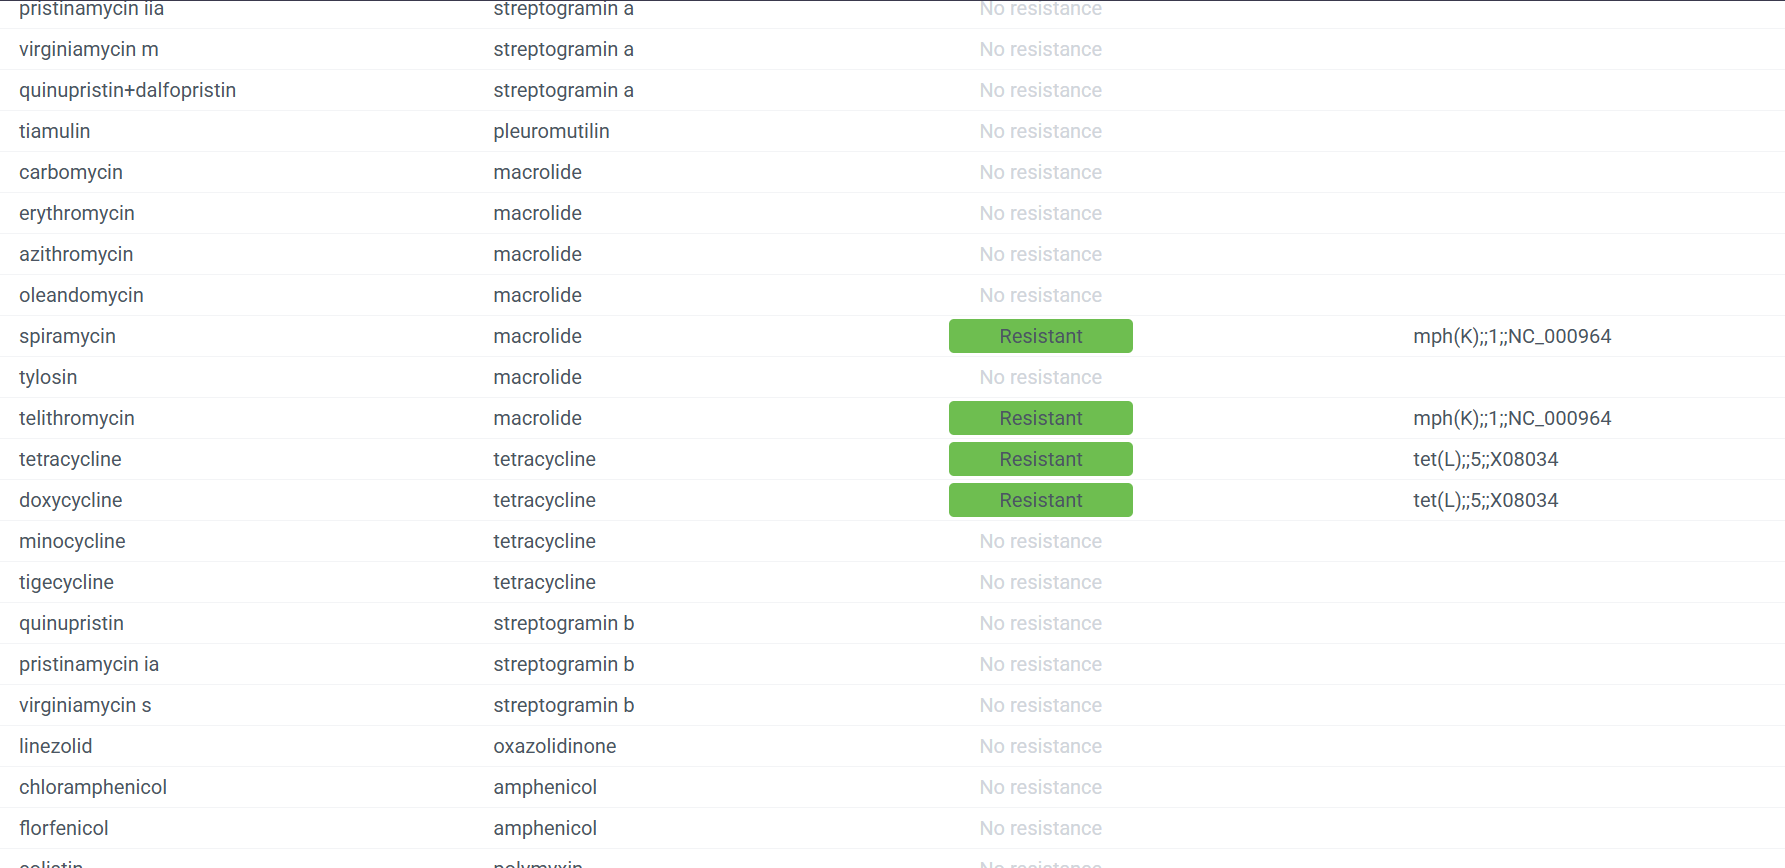 pristinamycin iia streptogramin a No resistance
virginiamycin m streptogramin a No resistance
quinupristin+dalfopristin streptogramin a No resistance
tiamulin pleuromutilin No resistance
carbomycin macrolide No resistance
erythromycin macrolide No resistance
azithromycin macrolide No resistance
oleandomycin macrolide No resistance
spiramycin macrolide Resistant mph(K);;1;;NC_000964
tylosin macrolide No resistance
telithromycin macrolide Resistant mph(K);;1;;NC_000964
tetracycline tetracycline Resistant tet(L);;5;;X08034
doxycycline tetracycline Resistant tet(L);;5;;X08034
minocycline tetracycline No resistance
tigecycline tetracycline No resistance
quinupristin streptogramin b No resistance
pristinamycin ia streptogramin b No resistance
virginiamycin s streptogramin b No resistance
linezolid oxazolidinone No resistance
chloramphenicol amphenicol No resistance
florfenicol amphenicol No resistance
colistin polymyxin No resistance